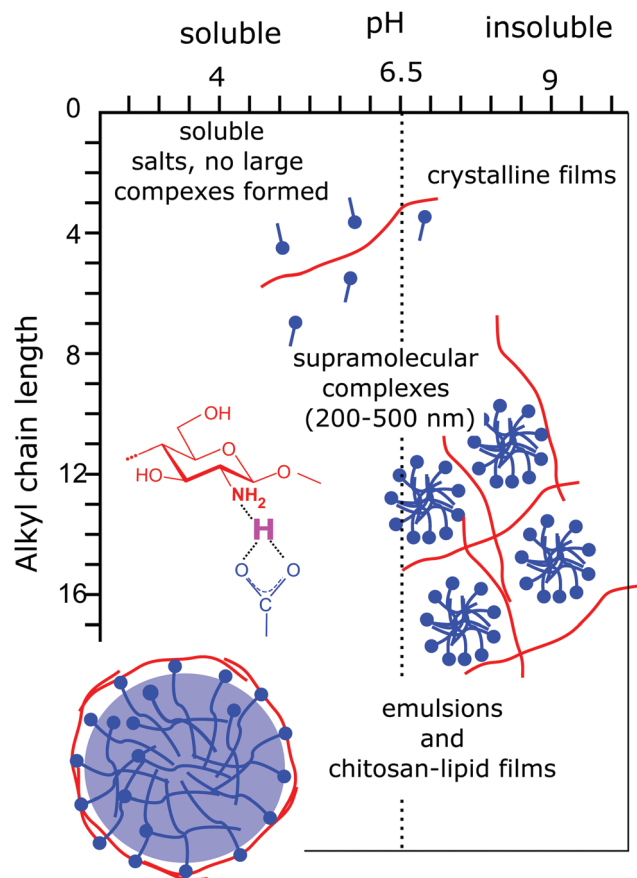 soluble pH insoluble
4 6.5 9
0
4
8
12
16
Alkyl chain length
soluble
salts, no large
compexes formed
crystalline films
supramolecular
complexes
(200-500 nm)
OH
O
HO
O
NH2
H
O O
C
emulsions
and
chitosan-lipid films